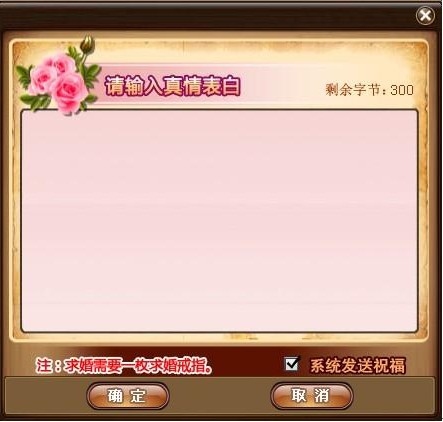 请输入真情表白
剩余字节：300
注：求婚需要一枚求婚戒指。
系统发送祝福
确定
取消